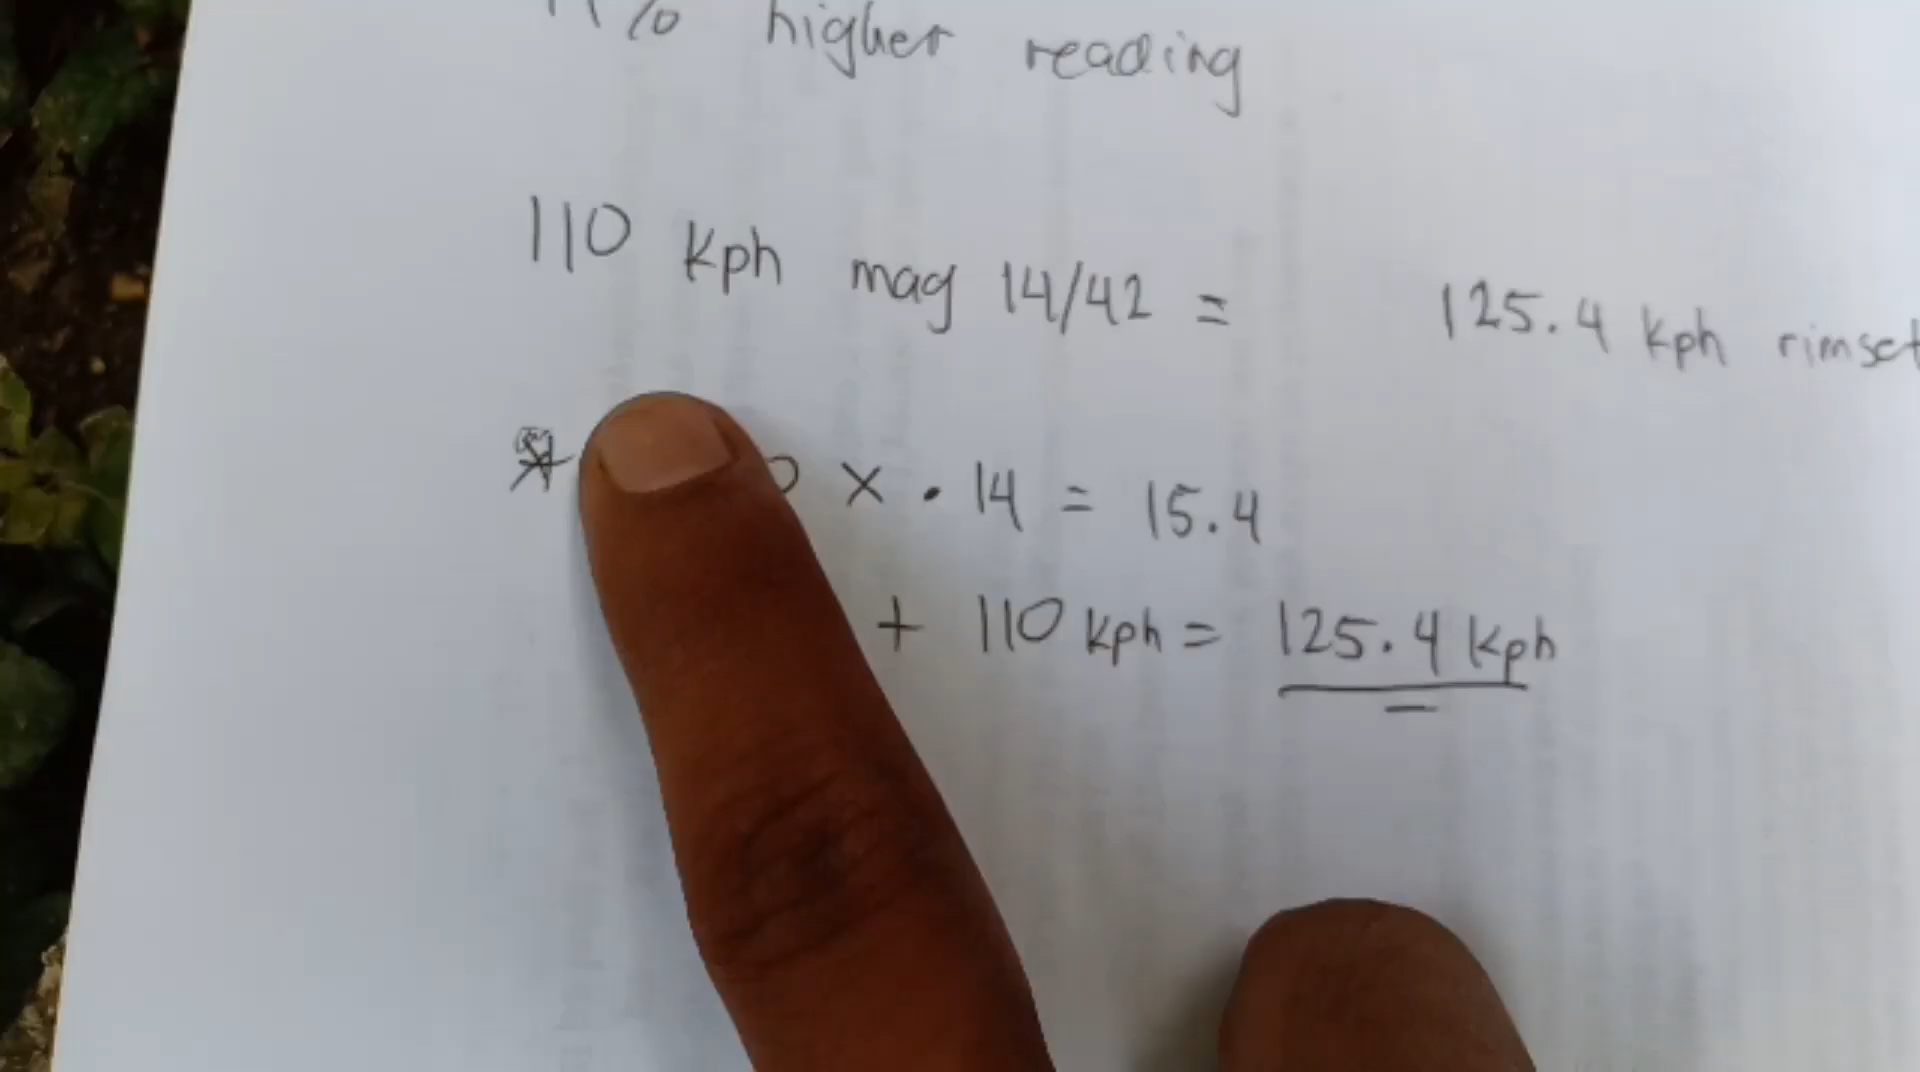 % higher reading
110 kph mag 14/42 = 125.4 kph rimset
* 0 x .14 = 15.4
+ 110 kph = 125.4 kph